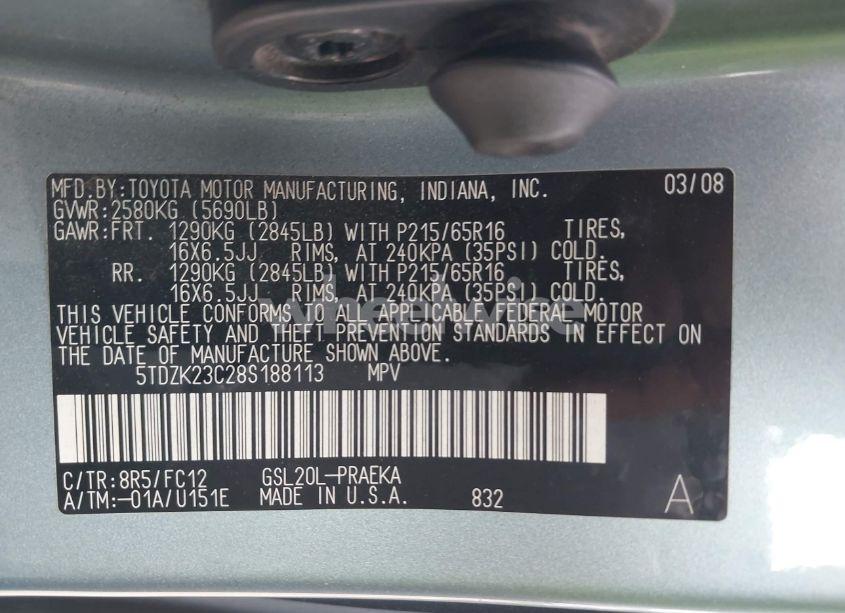 MFD.BY:TOYOTA MOTOR MANUFACTURING, INDIANA, INC. 03/08
GVWR:2580KG (5690LB)
GAWR:FRT. 1290KG (2845LB) WITH P215/65R16 TIRES,
16X6.5JJ RIMS, AT 240KPA (35PSI) COLD.
RR. 1290KG (2845LB) WITH P215/65R16 TIRES,
16X6.5JJ RIMS, AT 240KPA (35PSI) COLD.
THIS VEHICLE CONFORMS TO ALL APPLICABLE FEDERAL MOTOR
VEHICLE SAFETY AND THEFT PREVENTION STANDARDS IN EFFECT ON
THE DATE OF MANUFACTURE SHOWN ABOVE.
5TDZK23C28S188113 MPV
C/TR:8R5/FC12 GSL20L-PRAEKA
A/TM:-01A/U151E MADE IN U.S.A. 832 A